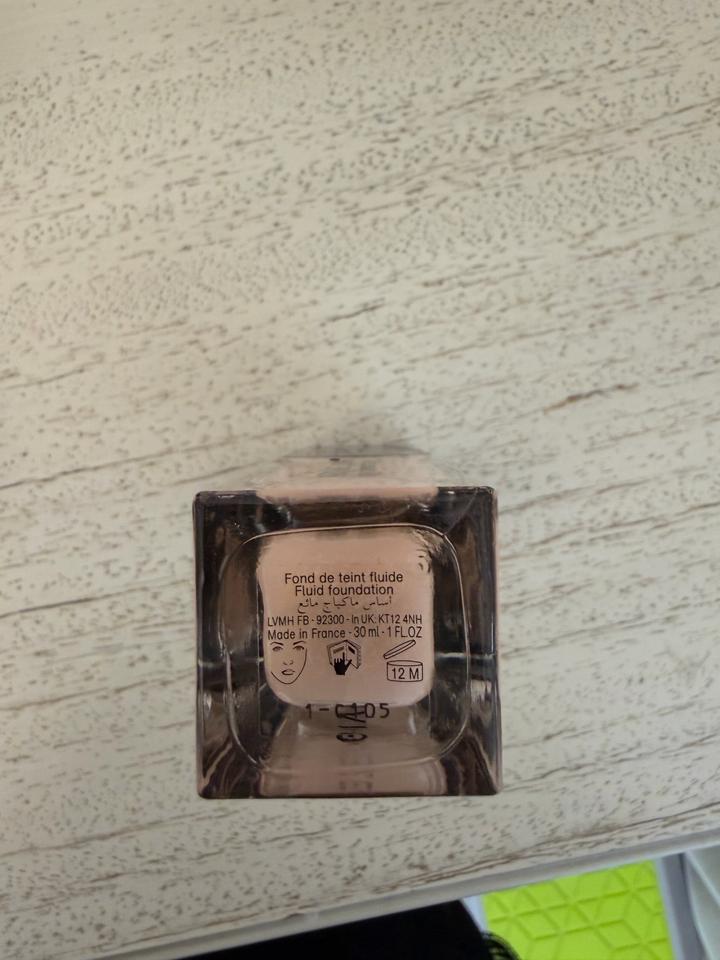 Fond de teint fluide
Fluid foundation
أساس ماكياج مائع
LVMH FB - 92300 - In UK: KT12 4NH
Made in France - 30 ml - 1 FL.OZ
12 M